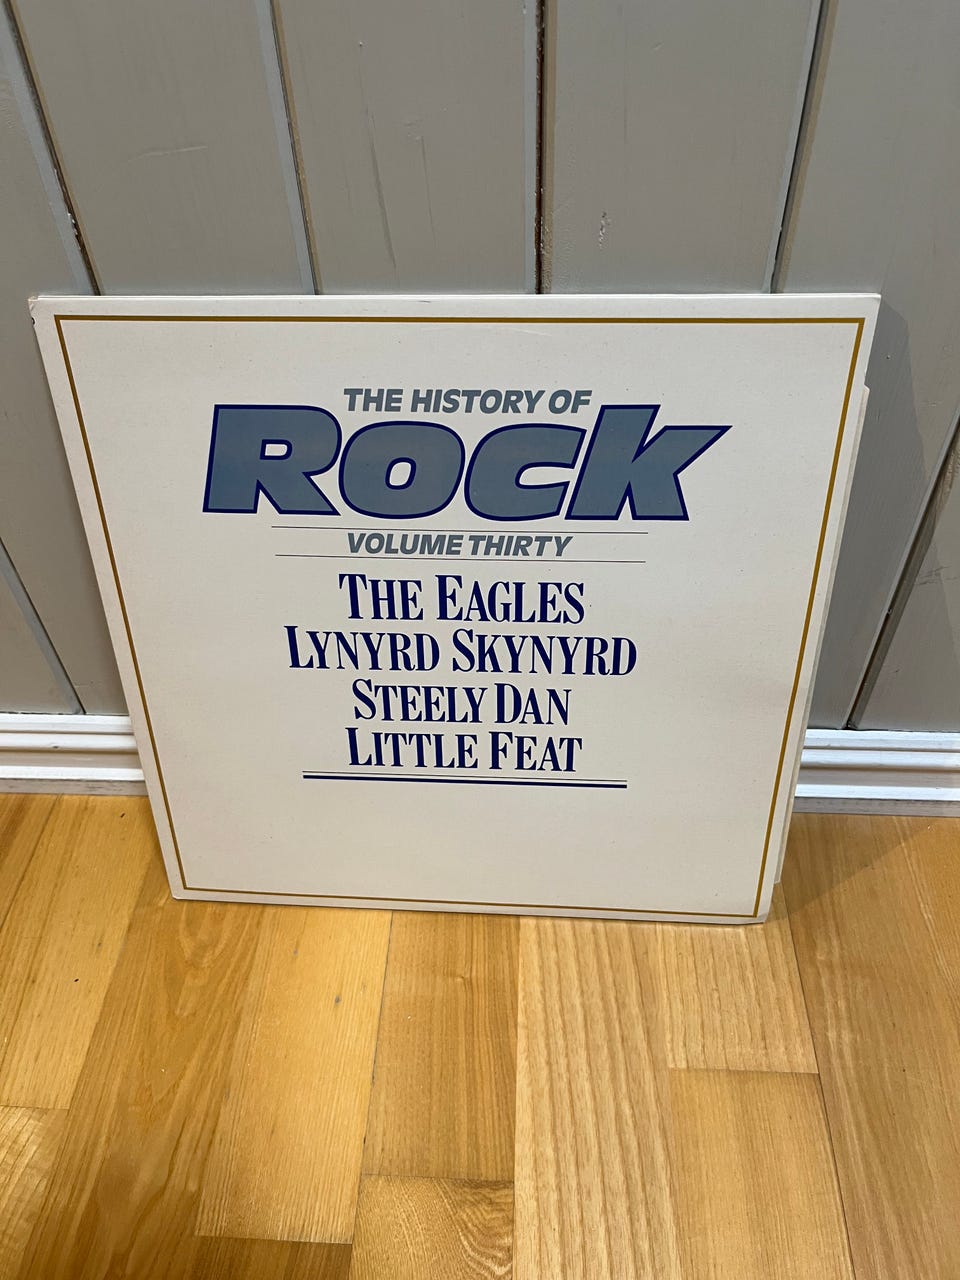 THE HISTORY OF
ROCK
VOLUME THIRTY
THE EAGLES
LYNYRD SKYNYRD
STEELY DAN
LITTLE FEAT